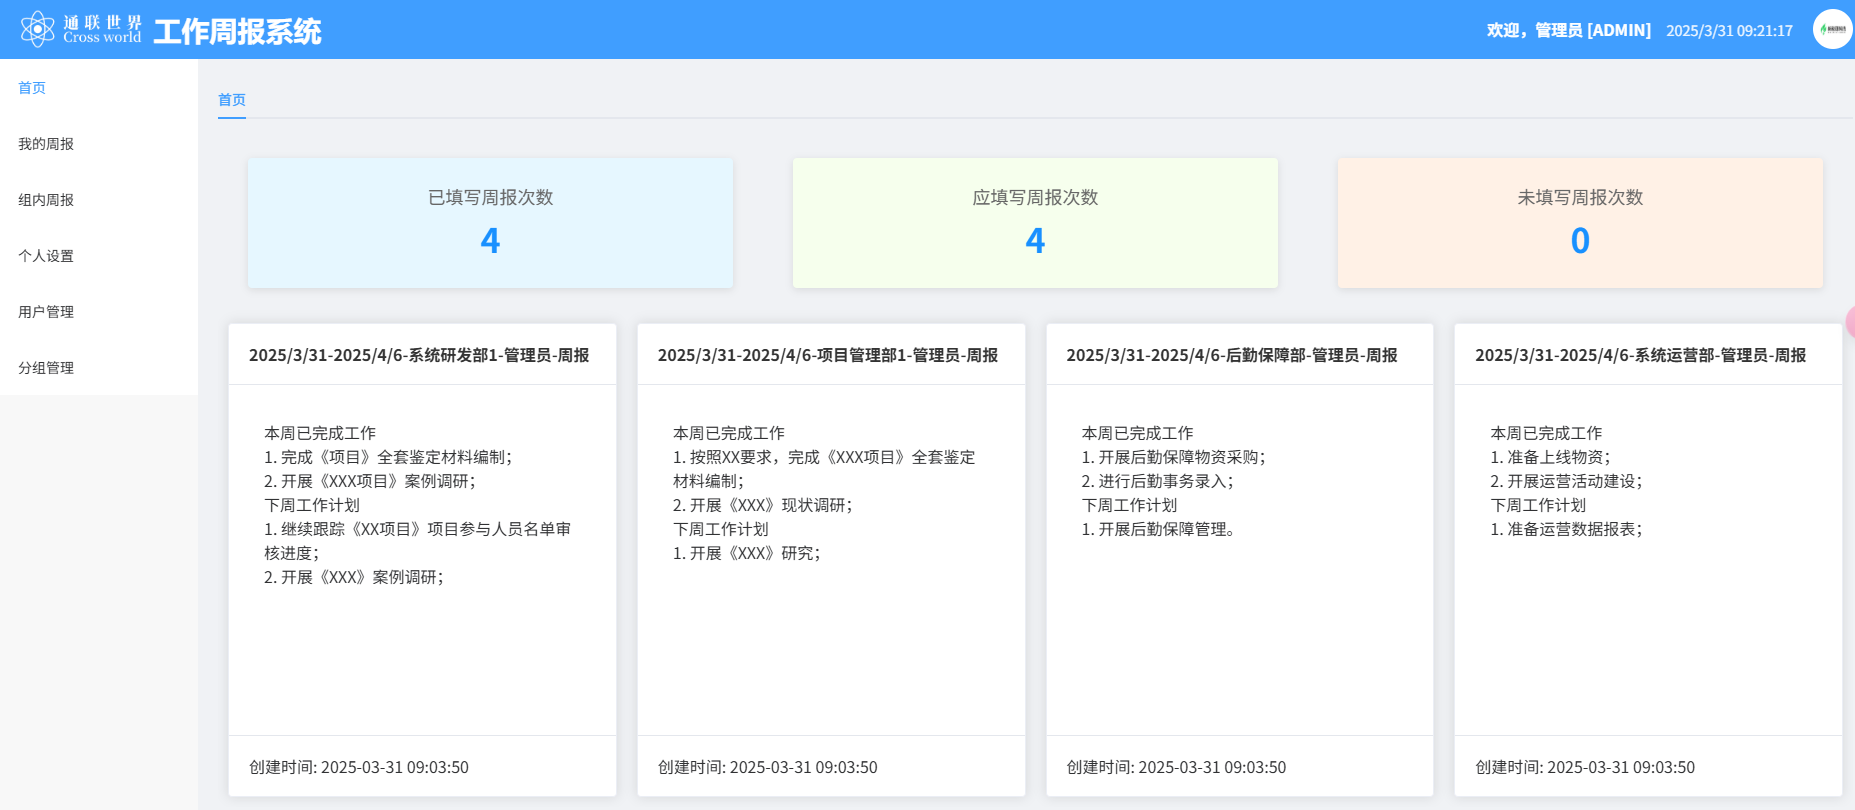 通联世界
Cross world
工作周报系统
欢迎，管理员 [ADMIN]
2025/3/31 09:21:17
首页
我的周报
组内周报
个人设置
用户管理
分组管理
首页
已填写周报次数
4
应填写周报次数
4
未填写周报次数
0
2025/3/31-2025/4/6-系统研发部1-管理员-周报
本周已完成工作
1. 完成《项目》全套鉴定材料编制；
2. 开展《XXX项目》案例调研；
下周工作计划
1. 继续跟踪《XX项目》项目参与人员名单审
核进度；
2. 开展《XXX》案例调研；
创建时间: 2025-03-31 09:03:50
2025/3/31-2025/4/6-项目管理部1-管理员-周报
本周已完成工作
1. 按照XX要求，完成《XXX项目》全套鉴定
材料编制；
2. 开展《XXX》现状调研；
下周工作计划
1. 开展《XXX》研究；
创建时间: 2025-03-31 09:03:50
2025/3/31-2025/4/6-后勤保障部-管理员-周报
本周已完成工作
1. 开展后勤保障物资采购；
2. 进行后勤事务录入；
下周工作计划
1. 开展后勤保障管理。
创建时间: 2025-03-31 09:03:50
2025/3/31-2025/4/6-系统运营部-管理员-周报
本周已完成工作
1. 准备上线物资；
2. 开展运营活动建设；
下周工作计划
1. 准备运营数据报表；
创建时间: 2025-03-31 09:03:50